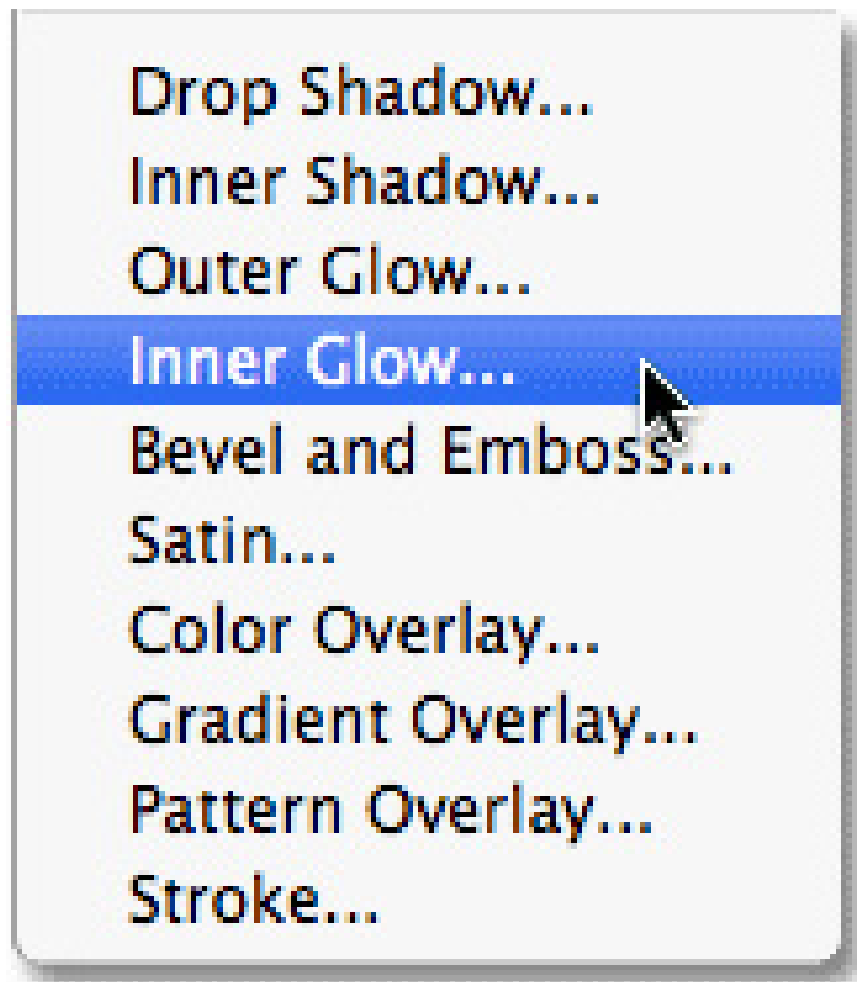 Drop Shadow...
Inner Shadow...
Outer Glow...
Inner Glow...
Bevel and Emboss...
Satin...
Color Overlay...
Gradient Overlay...
Pattern Overlay...
Stroke...